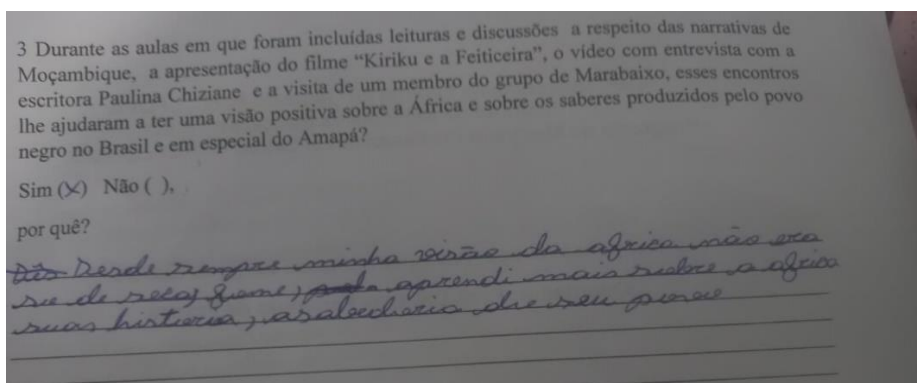 3 Durante as aulas em que foram incluídas leituras e discussões a respeito das narrativas de
Moçambique, a apresentação do filme “Kiriku e a Feiticeira”, o vídeo com entrevista com a
escritora Paulina Chiziane e a visita de um membro do grupo de Marabaixo, esses encontros
lhe ajudaram a ter uma visão positiva sobre a África e sobre os saberes produzidos pelo povo
negro no Brasil e em especial do Amapá?
Sim (X) Não ( ),
por quê?
Desde sempre minha visão da africa não era
so de seca, fome, aprendi mais sobre a africa
suas historia, a sabedoria do seu povo